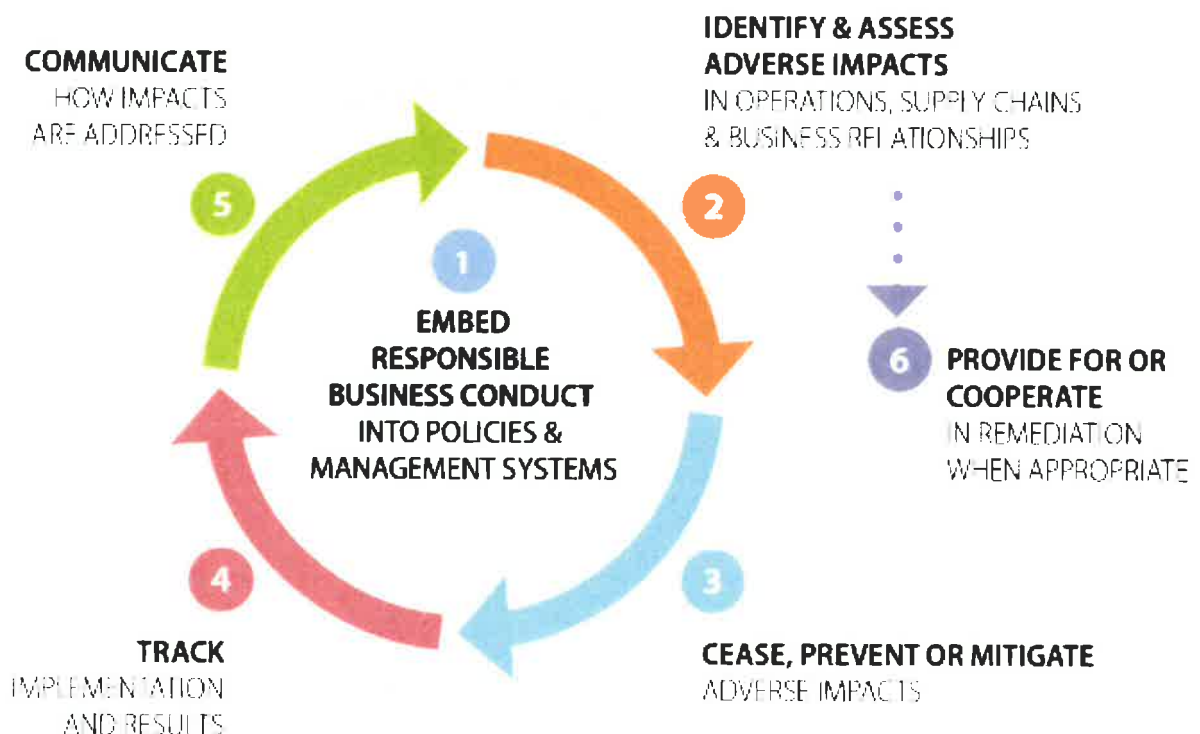 1
EMBED
RESPONSIBLE
BUSINESS CONDUCT
INTO POLICIES &
MANAGEMENT SYSTEMS
2
IDENTIFY & ASSESS
ADVERSE IMPACTS
IN OPERATIONS, SUPPLY CHAINS
& BUSINESS RELATIONSHIPS
3
CEASE, PREVENT OR MITIGATE
ADVERSE IMPACTS
4
TRACK
IMPLEMENTATION
AND RESULTS
5
COMMUNICATE
HOW IMPACTS
ARE ADDRESSED
6
PROVIDE FOR OR
COOPERATE
IN REMEDIATION
WHEN APPROPRIATE